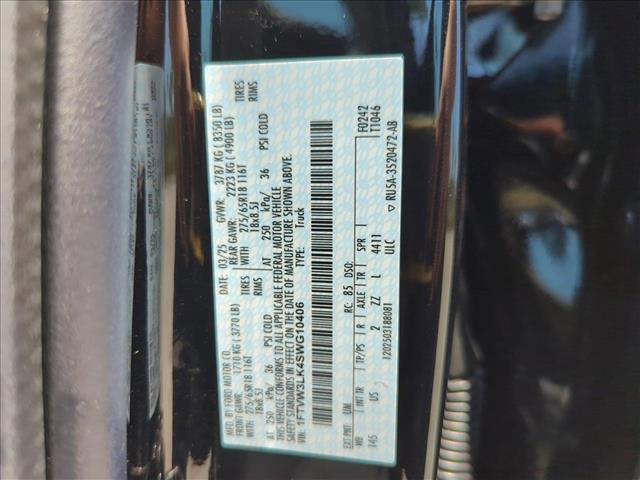 MFD. BY FORD MOTOR CO.
DATE: 03/25 GVWR: 3787 KG ( 8350 LB)
FRONT GAWR: 1710 KG ( 3770 LB) REAR GAWR: 2223 KG ( 4900 LB)
WITH 275/65R18 116T TIRES WITH 275/65R18 116T TIRES
18x8.5J RIMS 18x8.5J RIMS
AT 250 kPa/ 36 PSI COLD AT 250 kPa/ 36 PSI COLD
THIS VEHICLE CONFORMS TO ALL APPLICABLE FEDERAL MOTOR VEHICLE
SAFETY STANDARDS IN EFFECT ON THE DATE OF MANUFACTURE SHOWN ABOVE.
VIN: 1FTVW3LK4SWG10406 TYPE: Truck
EXT PNT: UM RC: 85 DSO: F0242
WB INT TR TP/PS R AXLE TR SPR T1046
145 US 2 ZZ L 4411
ULC
1202503188081 ▽ RU5A-3520472-AB